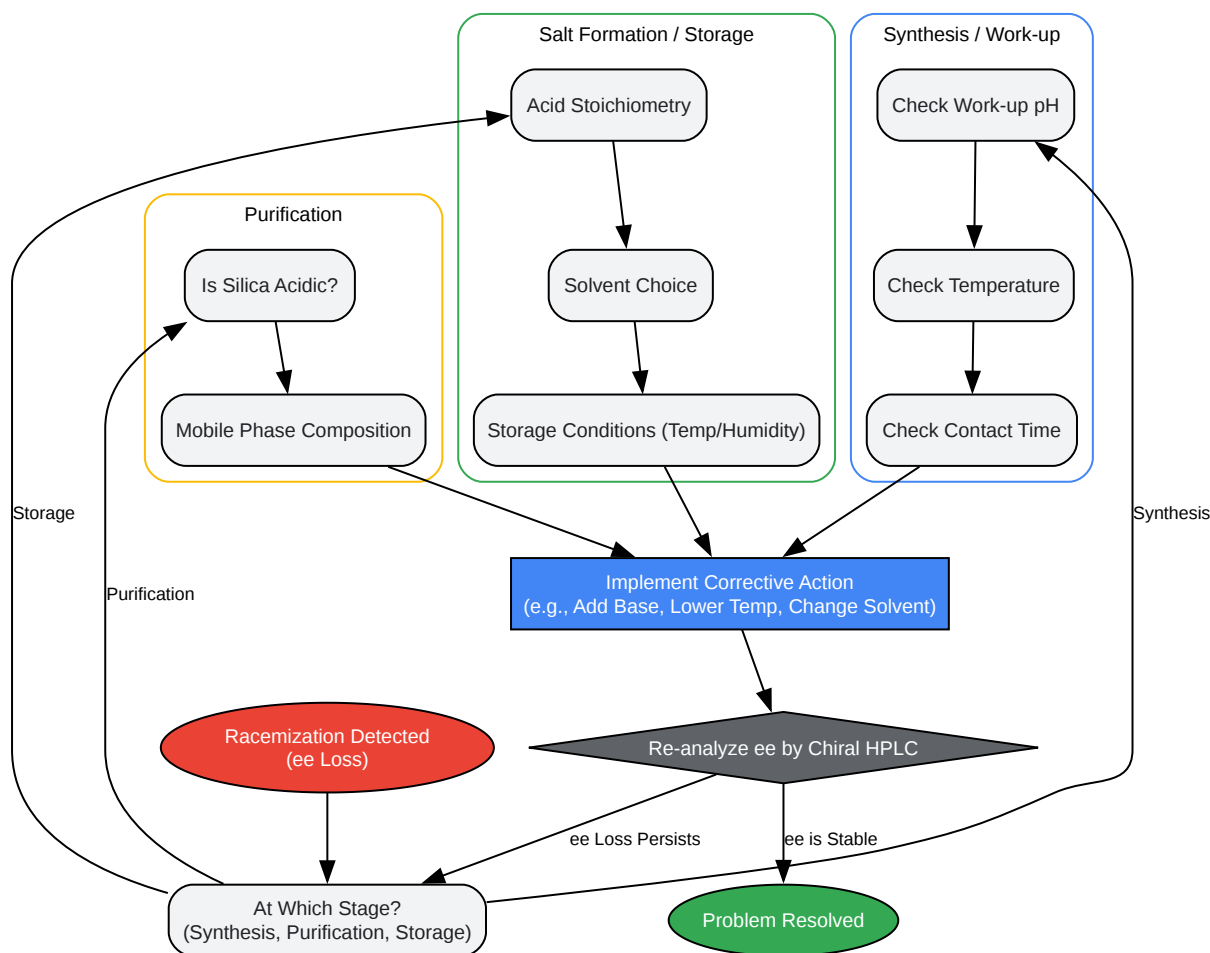 Salt Formation / Storage
Synthesis / Work-up
Acid Stoichiometry
Check Work-up pH
Purification
Is Silica Acidic?
Solvent Choice
Check Temperature
Mobile Phase Composition
Storage Conditions (Temp/Humidity)
Check Contact Time
Storage
Synthesis
Purification
Implement Corrective Action
(e.g., Add Base, Lower Temp, Change Solvent)
Racemization Detected
(ee Loss)
Re-analyze ee by Chiral HPLC
ee Loss Persists
ee is Stable
At Which Stage?
(Synthesis, Purification, Storage)
Problem Resolved